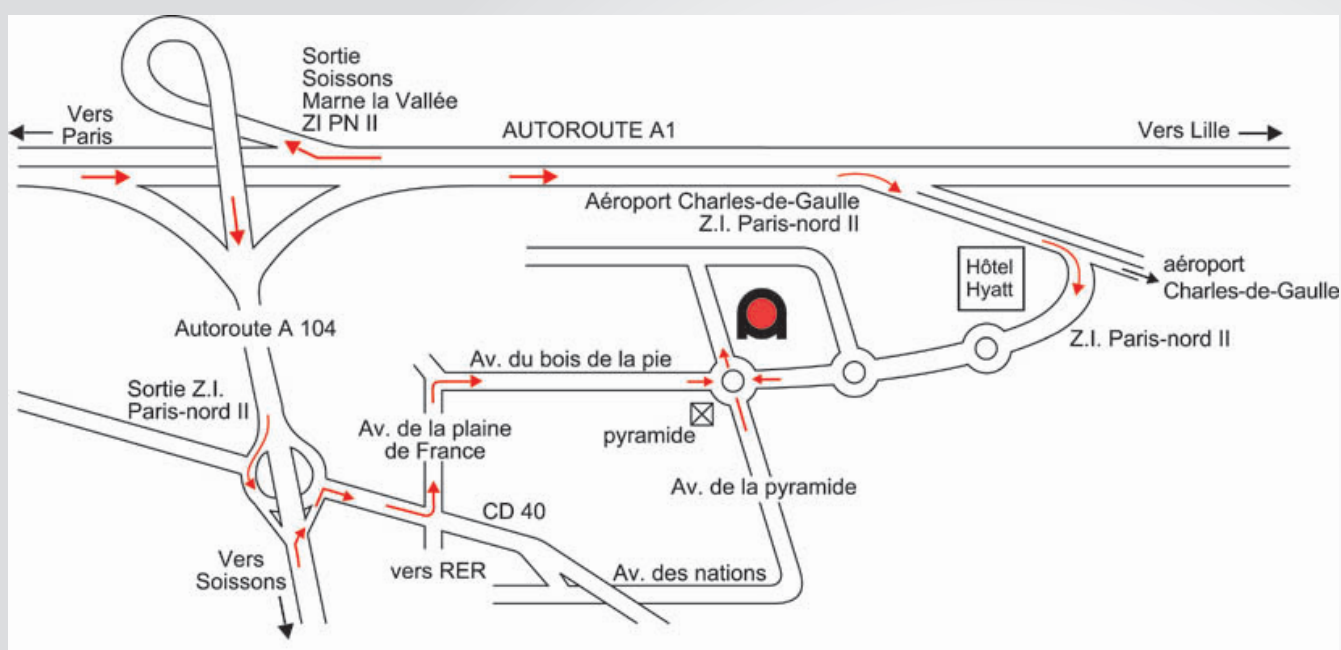 Sortie
Soissons
Marne la Vallée
ZI PN II
Vers
Paris
AUTOROUTE A1
Vers Lille
Aéroport Charles-de-Gaulle
Z.I. Paris-nord II
Hôtel
Hyatt
aéroport
Charles-de-Gaulle
Autoroute A 104
Z.I. Paris-nord II
Av. du bois de la pie
Sortie Z.I.
Paris-nord II
Av. de la plaine
de France
pyramide
Av. de la pyramide
CD 40
Vers
Soissons
vers RER
Av. des nations